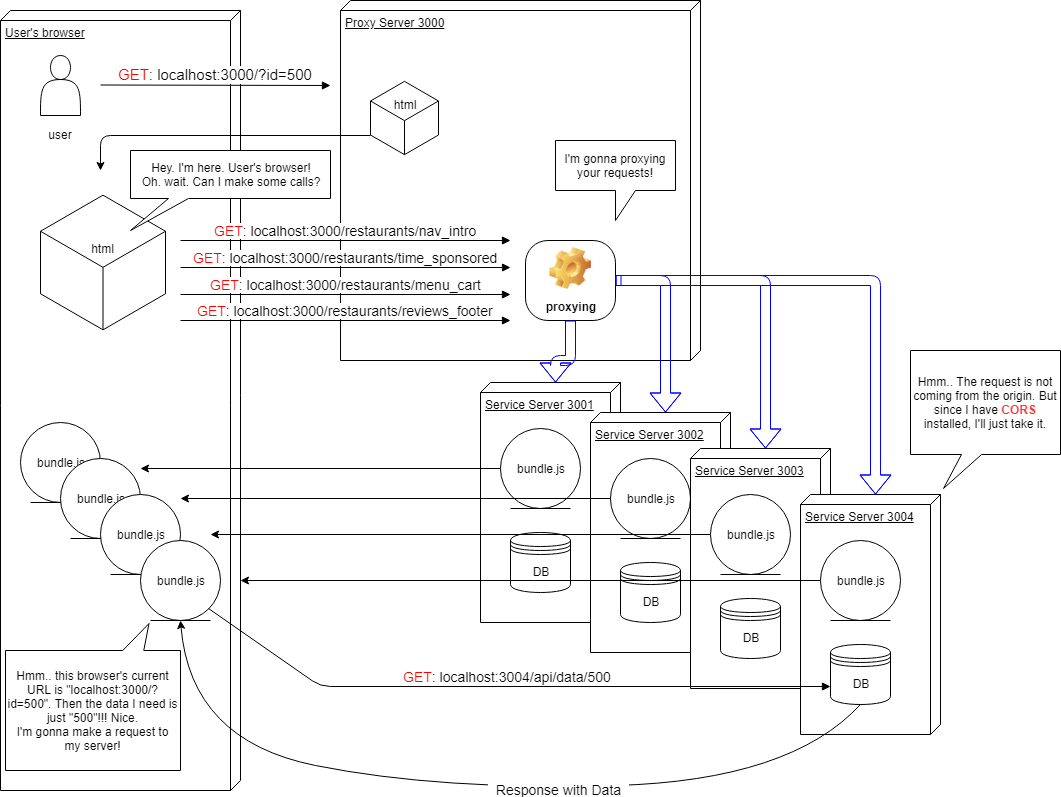 User's browser
Proxy Server 3000
GET: localhost:3000/?id=500
html
user
Hey. I'm here. User's browser!
Oh. wait. Can I make some calls?
I'm gonna proxying
your requests!
html
GET: localhost:3000/restaurants/nav_intro
GET: localhost:3000/restaurants/time_sponsored
GET: localhost:3000/restaurants/menu_cart
GET: localhost:3000/restaurants/reviews_footer
proxying
Hmm.. The request is not
coming from the origin. But
since I have CORS
installed, I'll just take it.
Service Server 3001
Service Server 3002
Service Server 3003
Service Server 3004
bundle.js
bundle.js
bundle.js
bundle.js
bundle.js
bundle.js
bundle.js
bundle.js
DB
DB
DB
DB
Hmm.. this browser's current
URL is "localhost:3000/?
id=500". Then the data I need is
just "500"!!! Nice.
I'm gonna make a request to
my server!
GET: localhost:3004/api/data/500
Response with Data